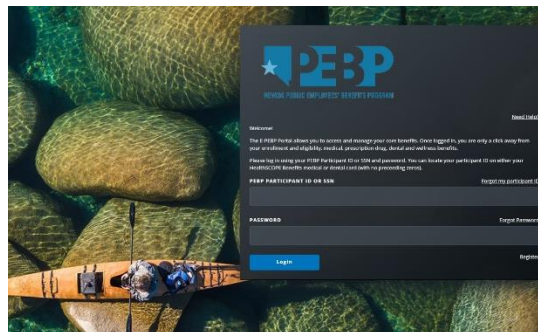 PEBP
NEVADA PUBLIC EMPLOYEES' BENEFITS PROGRAM
Need Help?
Welcome!
The E-PEBP Portal allows you to access and manage your core benefits. Once logged in, you are only a click away from
your enrollment and eligibility, medical, prescription drug, dental and wellness benefits.
Please log in using your PEBP Participant ID or SSN and password. You can locate your participant ID on either your
HealthSCOPE Benefits medical or dental card (with no preceding zeros).
PEBP PARTICIPANT ID OR SSN
Forgot my participant ID
PASSWORD
Forgot Password
Login
Register